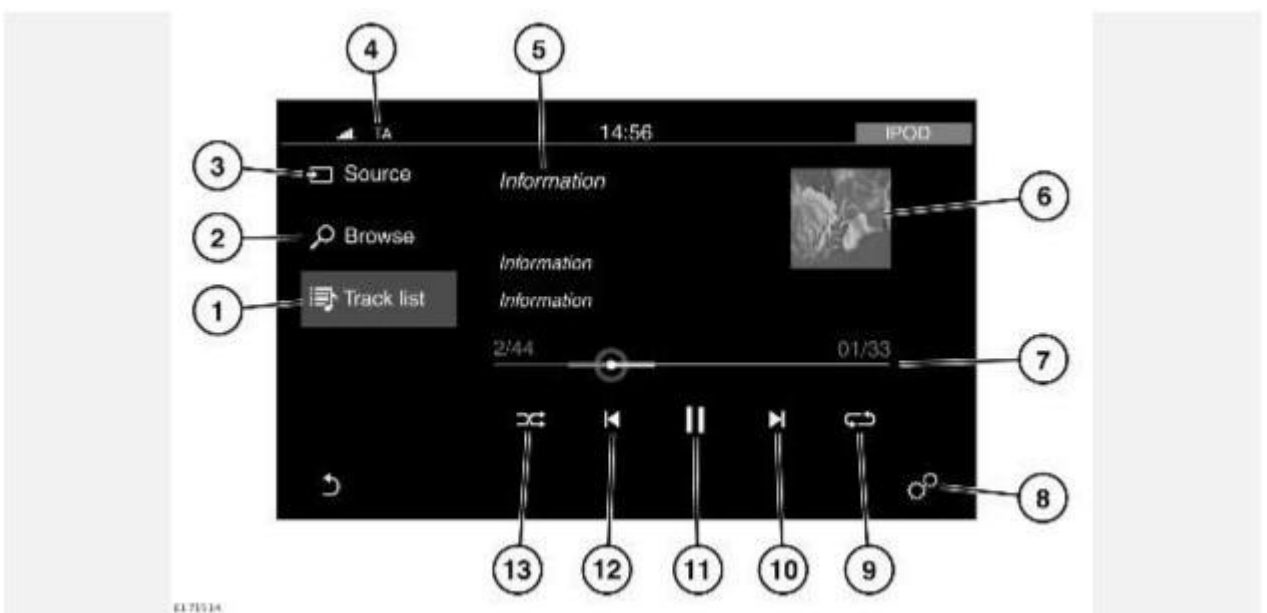 4 5
TA 14:56 IPOD
3 Source Information 6
2 Browse
Information
1 Track list Information
2/44 01/33 7
8
13 12 11 10 9